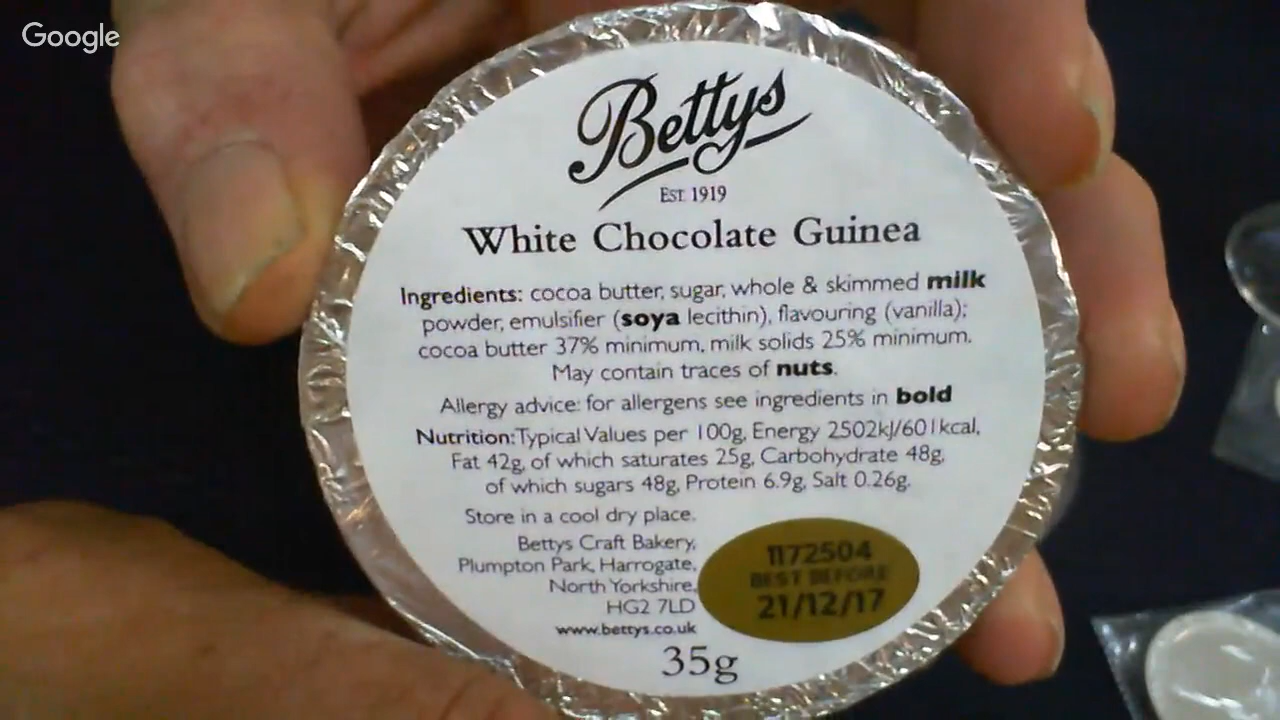 Google
Bettys
EST. 1919
White Chocolate Guinea
Ingredients: cocoa butter, sugar, whole & skimmed milk
powder, emulsifier (soya lecithin), flavouring (vanilla);
cocoa butter 37% minimum, milk solids 25% minimum.
May contain traces of nuts.
Allergy advice: for allergens see ingredients in bold
Nutrition: Typical Values per 100g, Energy 2502kJ/601kcal,
Fat 42g, of which saturates 25g, Carbohydrate 48g,
of which sugars 48g, Protein 6.9g, Salt 0.26g.
Store in a cool dry place.
Bettys Craft Bakery,
Plumpton Park, Harrogate,
North Yorkshire,
HG2 7LD
www.bettys.co.uk
1172504
BEST BEFORE
21/12/17
35g